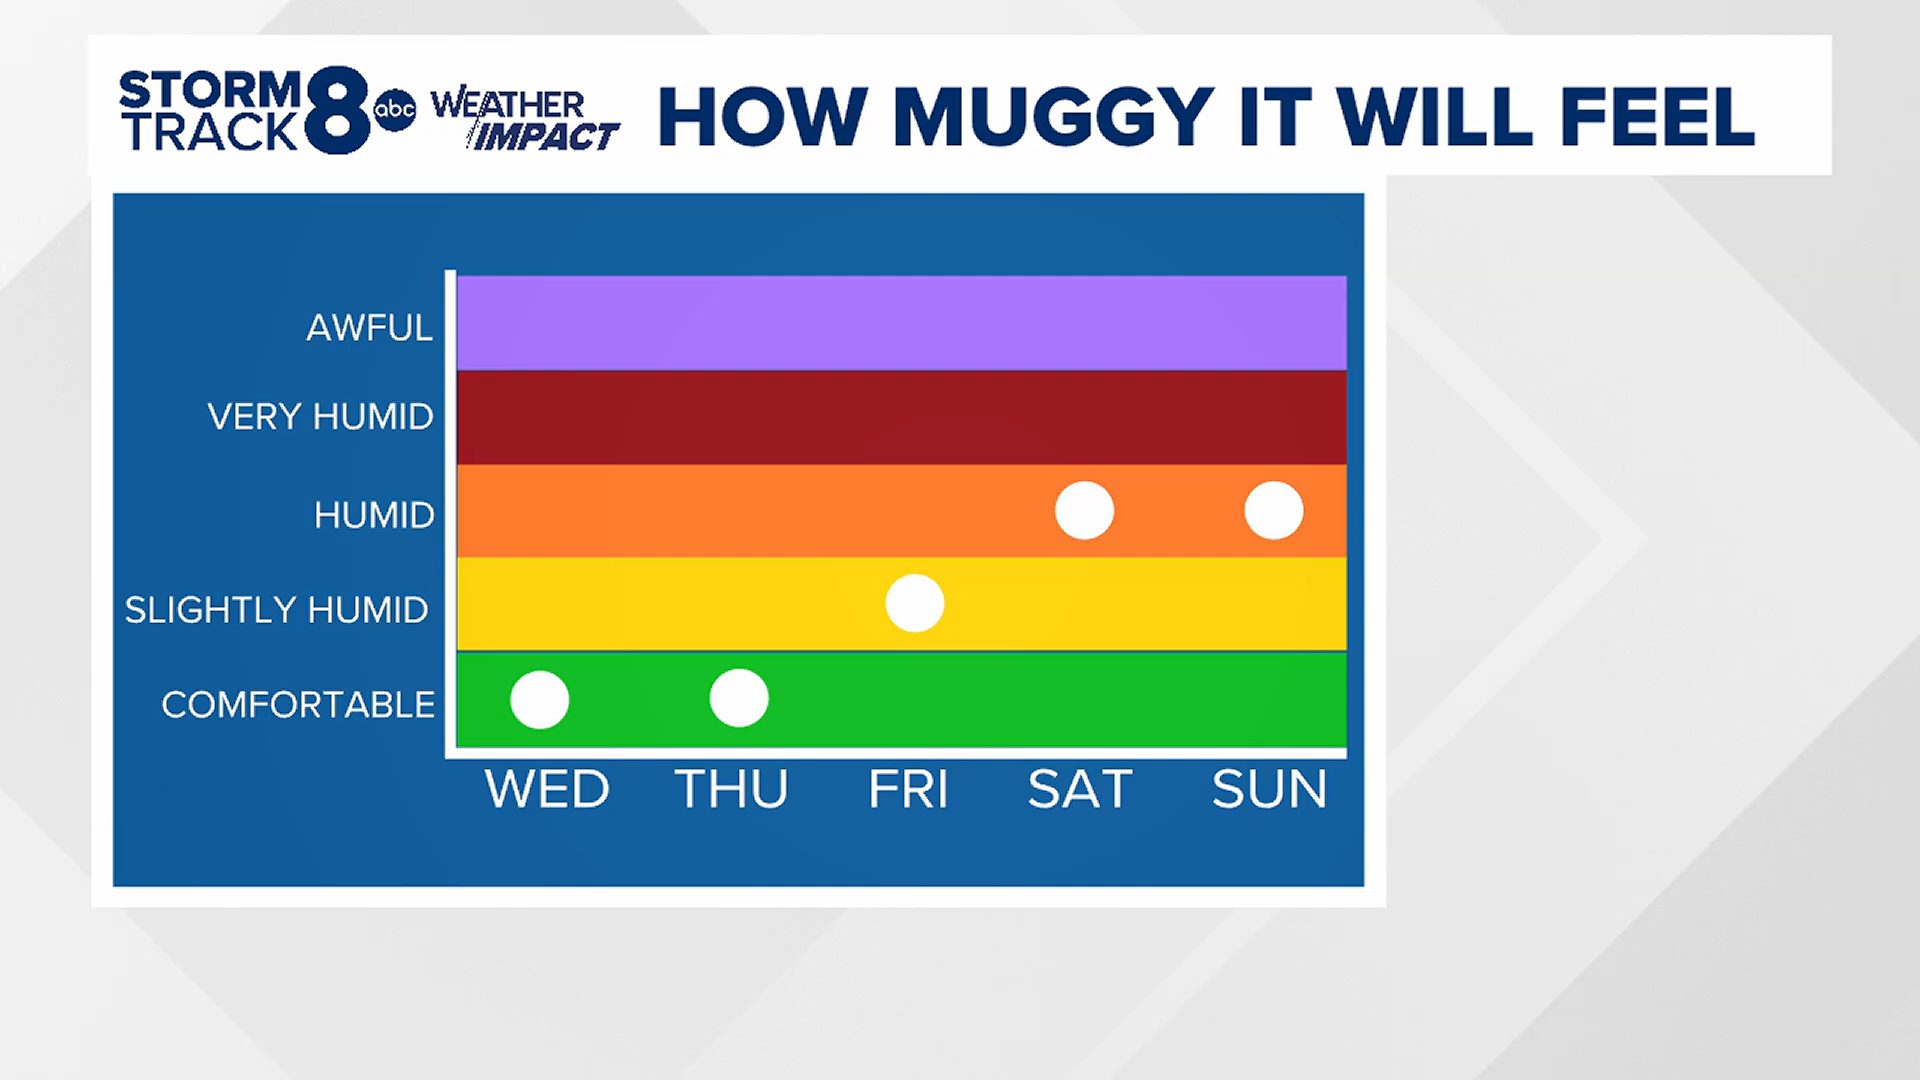 STORM
TRACK 8 abc
WEATHER
IMPACT
HOW MUGGY IT WILL FEEL
AWFUL
VERY HUMID
HUMID
SLIGHTLY HUMID
COMFORTABLE
WED THU FRI SAT SUN